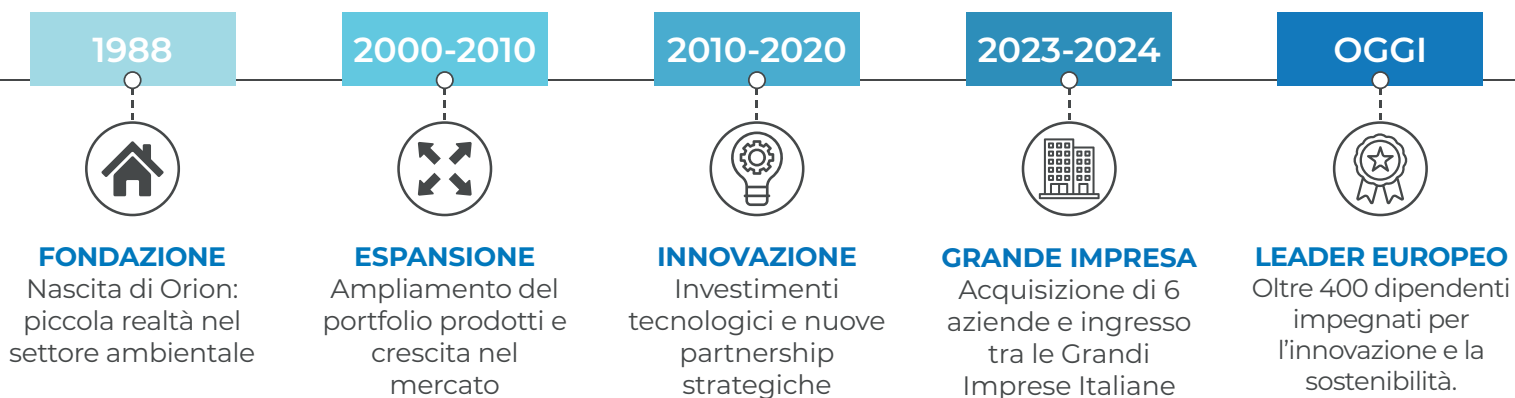 1988
2000-2010
2010-2020
2023-2024
OGGI
FONDAZIONE
Nascita di Orion:
piccola realtà nel
settore ambientale
ESPANSIONE
Ampliamento del
portfolio prodotti e
crescita nel
mercato
INNOVAZIONE
Investimenti
tecnologici e nuove
partnership
strategiche
GRANDE IMPRESA
Acquisizione di 6
aziende e ingresso
tra le Grandi
Imprese Italiane
LEADER EUROPEO
Oltre 400 dipendenti
impegnati per
l’innovazione e la
sostenibilità.